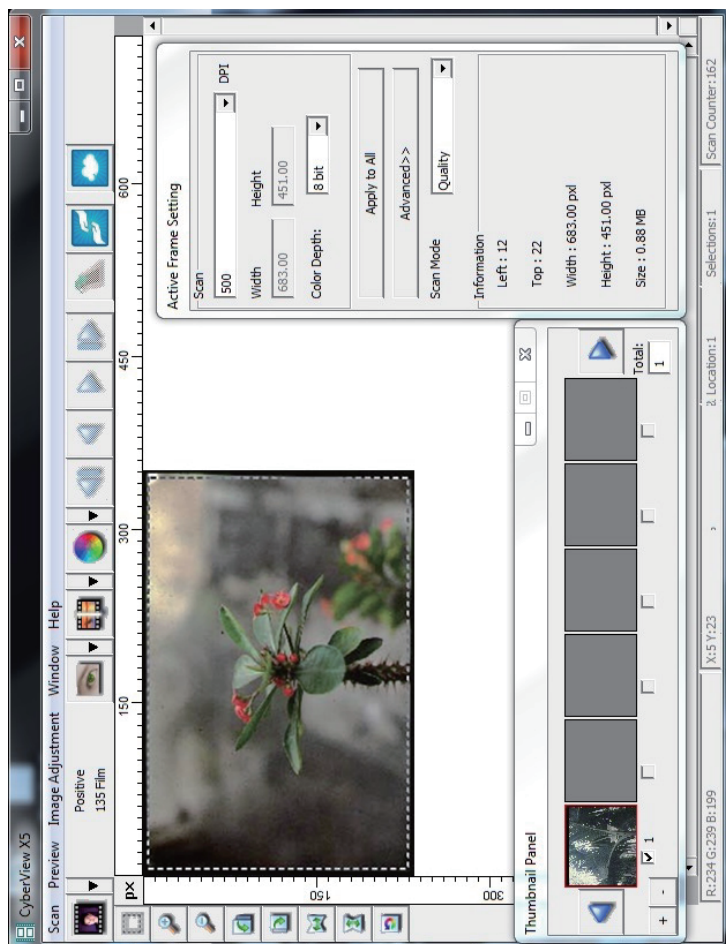 CyberView X5
Scan Preview Image Adjustment Window Help
Positive
135 Film
px
150
300
450
600
150
300
Active Frame Setting
Scan
500 DPI
Width Height
683.00 451.00
Color Depth: 8 bit
Apply to All
Advanced>>
Scan Mode
Quality
Information
Left : 12
Top : 22
Width : 683.00 pxl
Height : 451.00 pxl
Size : 0.88 MB
Thumbnail Panel
Total:
1
1
+ -
R:234 G:239 B:199
X:5 Y:23
Location:1
Selections:1
Scan Counter:162